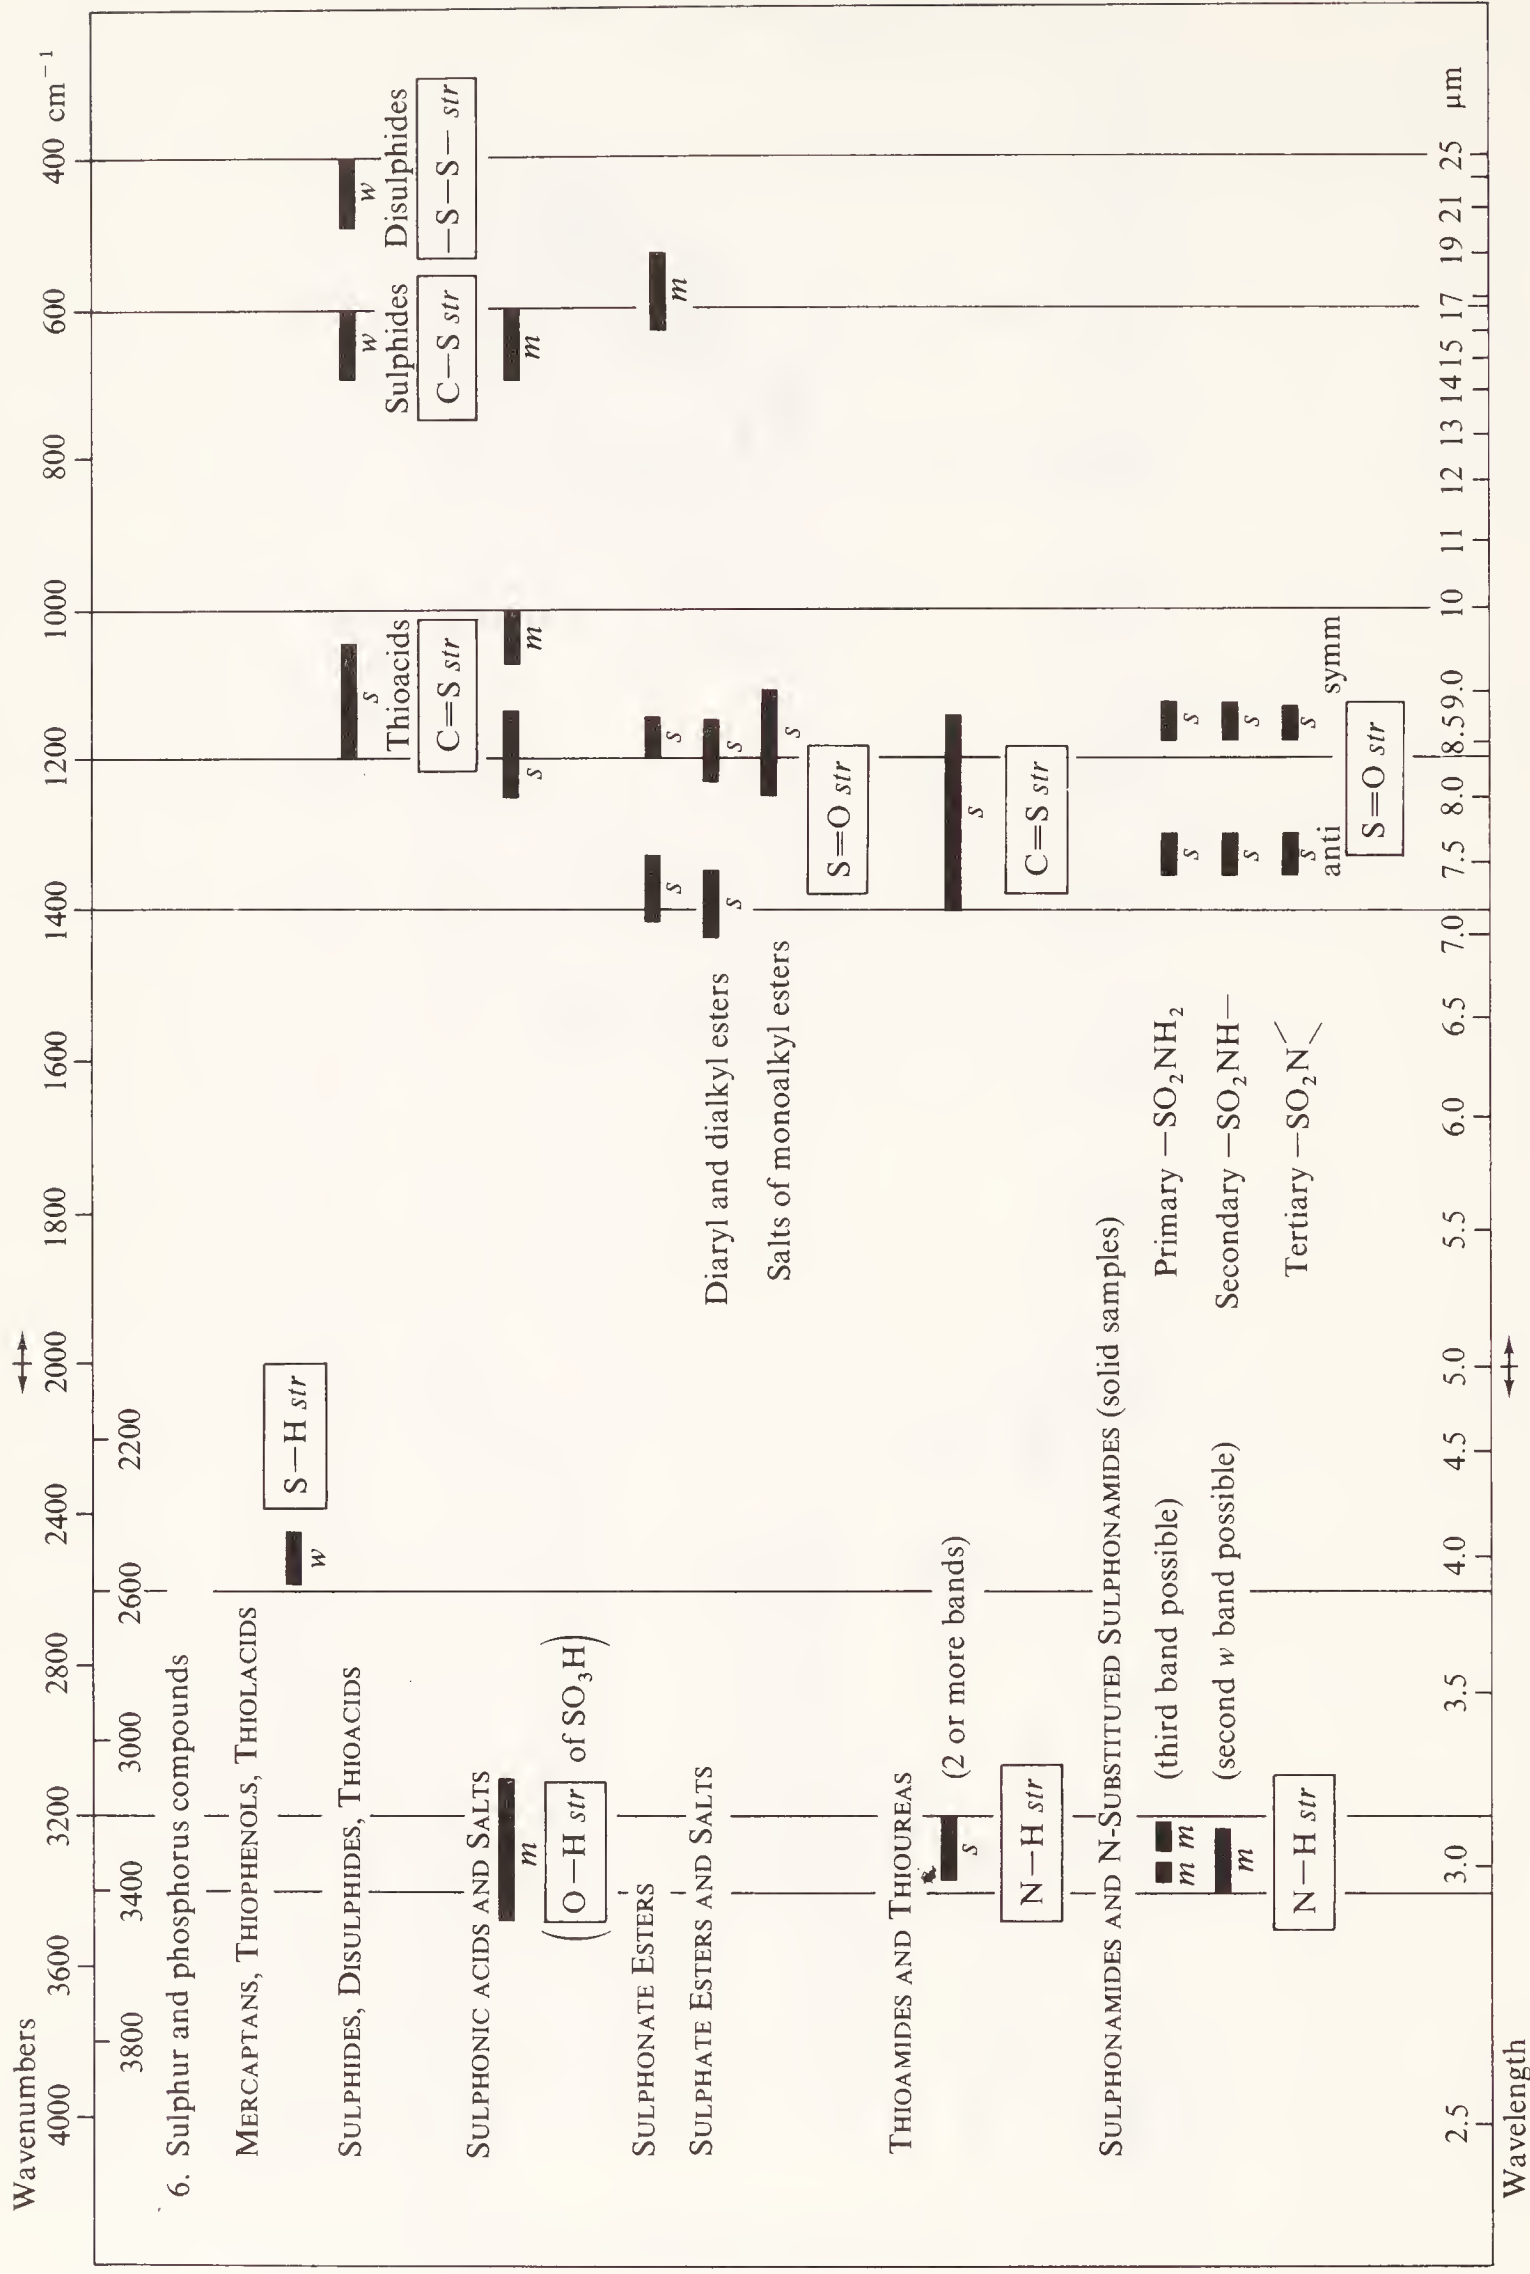 Wavenumbers
4000 3600 3200 2800 2400 2000 1800 1600 1400 1200 1000 800 600 400 cm⁻¹
3800 3400 3000 2600 2200
6. Sulphur and phosphorus compounds
MERCAPTANS, THIOPHENOLS, THIOLACIDS
w
S—H str
SULPHIDES, DISULPHIDES, THIOACIDS
s w w
Thioacids Sulphides Disulphides
C=S str C—S str —S—S— str
SULPHONIC ACIDS AND SALTS
m s m m
(O—H str of SO₃H)
SULPHONATE ESTERS
s s m
SULPHATE ESTERS AND SALTS
Diaryl and dialkyl esters s s
Salts of monoalkyl esters s
S=O str
THIOAMIDES AND THIOUREAS
s (2 or more bands) s
N—H str C=S str
SULPHONAMIDES AND N-SUBSTITUTED SULPHONAMIDES (solid samples)
m m (third band possible) Primary —SO₂NH₂ s s
m (second w band possible) Secondary —SO₂NH— s s
Tertiary —SO₂N< s s
anti symm
N—H str S=O str
2.5 3.0 3.5 4.0 4.5 5.0 5.5 6.0 6.5 7.0 7.5 8.0 8.5 9.0 10 11 12 13 14 15 17 19 21 25 µm
Wavelength